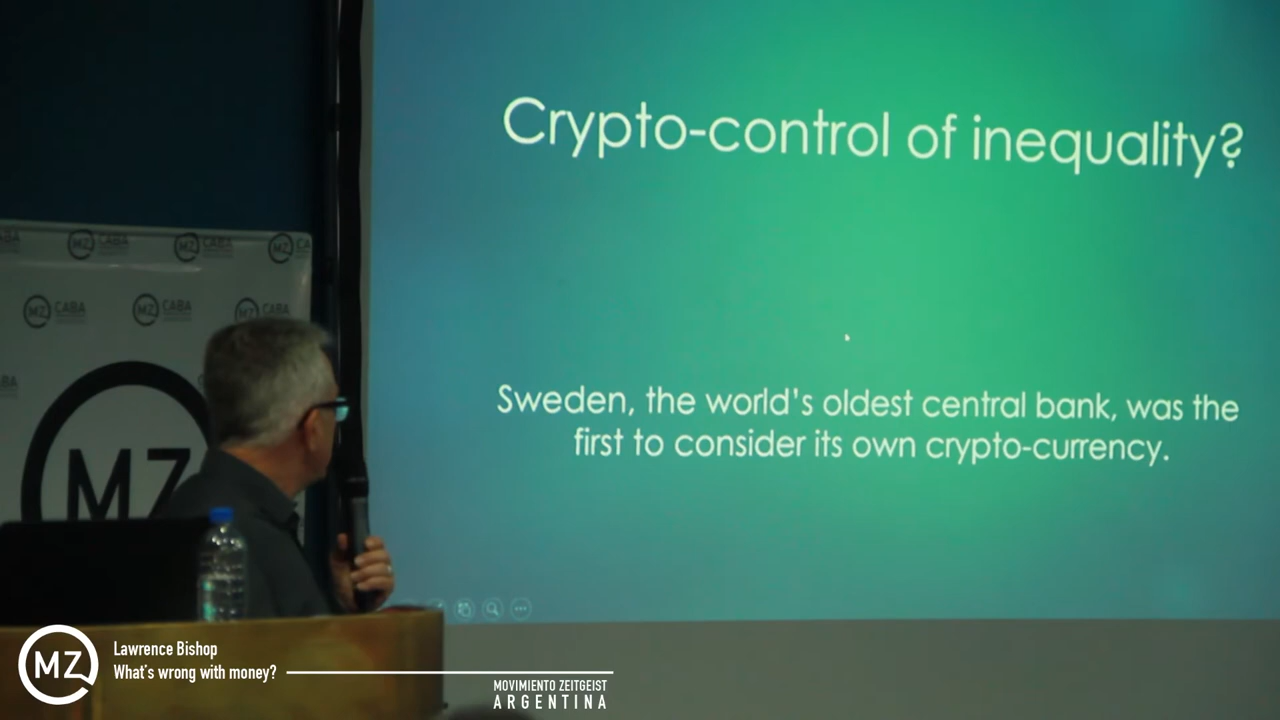 Crypto-control of inequality?
Sweden, the world's oldest central bank, was the
first to consider its own crypto-currency.
MZ CABA
MZ CABA
MZ CA
MZ CABA
MZ CABA
MZ CABA
MZ
MZ
Lawrence Bishop
What's wrong with money?
MOVIMIENTO ZEITGEIST
ARGENTINA